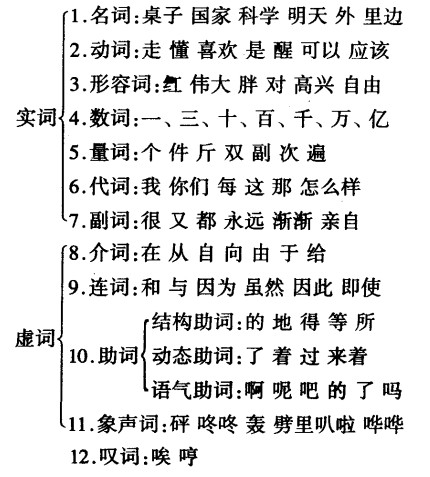 1.名词:桌子 国家 科学 明天 外 里边
2.动词:走 懂 喜欢 是 醒 可以 应该
3.形容词:红 伟大 胖 对 高兴 自由
实词 4.数词:一、三、十、百、千、万、亿
5.量词:个 件 斤 双 副 次 遍
6.代词:我 你们 每 这 那 怎么样
7.副词:很 又 都 永远 渐渐 亲自
8.介词:在 从 自 向 由 于 给
9.连词:和 与 因为 虽然 因此 即使
虚词
结构助词:的 地 得 等 所
10.助词 动态助词:了 着 过 来着
语气助词:啊 呢 吧 的 了 吗
11.象声词:砰 咚咚 轰 劈里叭啦 哗哗
12.叹词:唉 哼